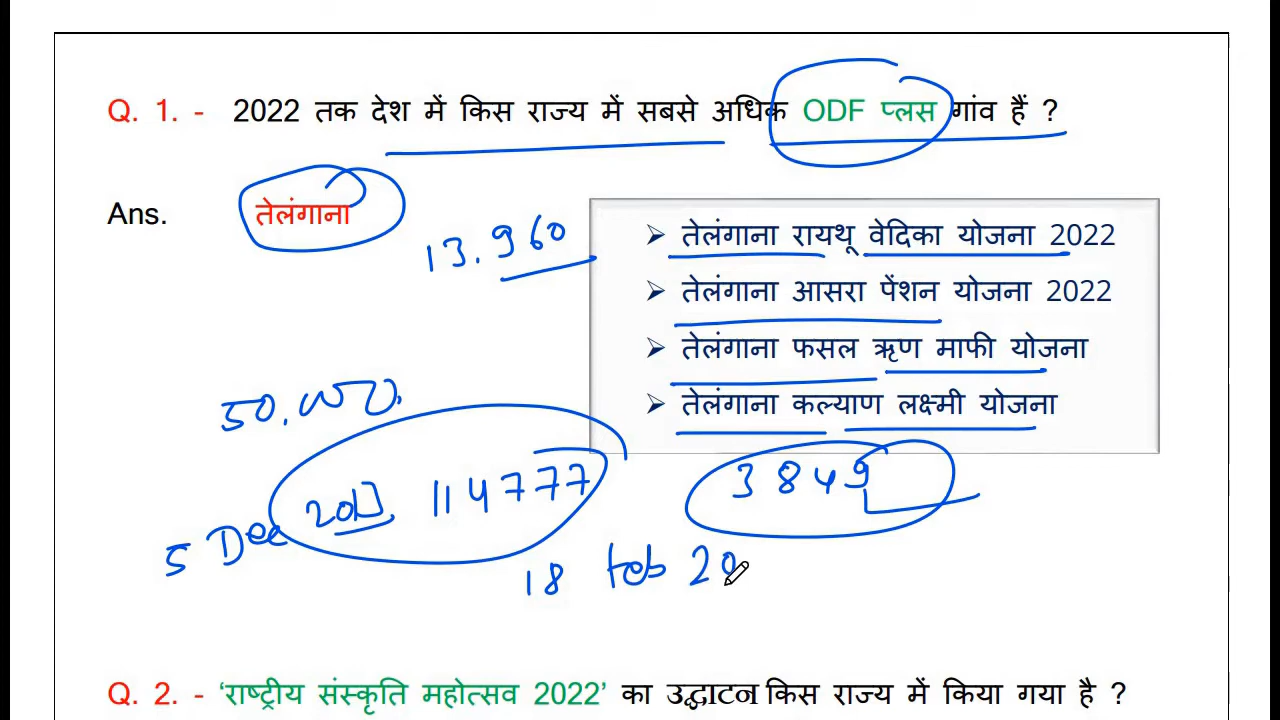 Q. 1. - 2022 तक देश में किस राज्य में सबसे अधिक ODF प्लस गांव हैं ?
Ans. तेलंगाना
13.960
➢ तेलंगाना रायथू वेदिका योजना 2022
➢ तेलंगाना आसरा पेंशन योजना 2022
➢ तेलंगाना फसल ऋण माफी योजना
➢ तेलंगाना कल्याण लक्ष्मी योजना
114777
3849
5 Dec
18 feb 20
Q. 2. - ‘राष्ट्रीय संस्कृति महोत्सव 2022’ का उद्घाटन किस राज्य में किया गया है ?